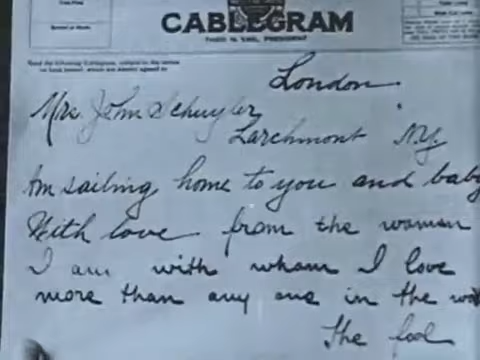 CABLEGRAM
London
Mrs. John Schuyler
Larchmont N.Y.
Am sailing home to you and baby
With love from the woman
I am with whom I love
more than any one in the
The fool